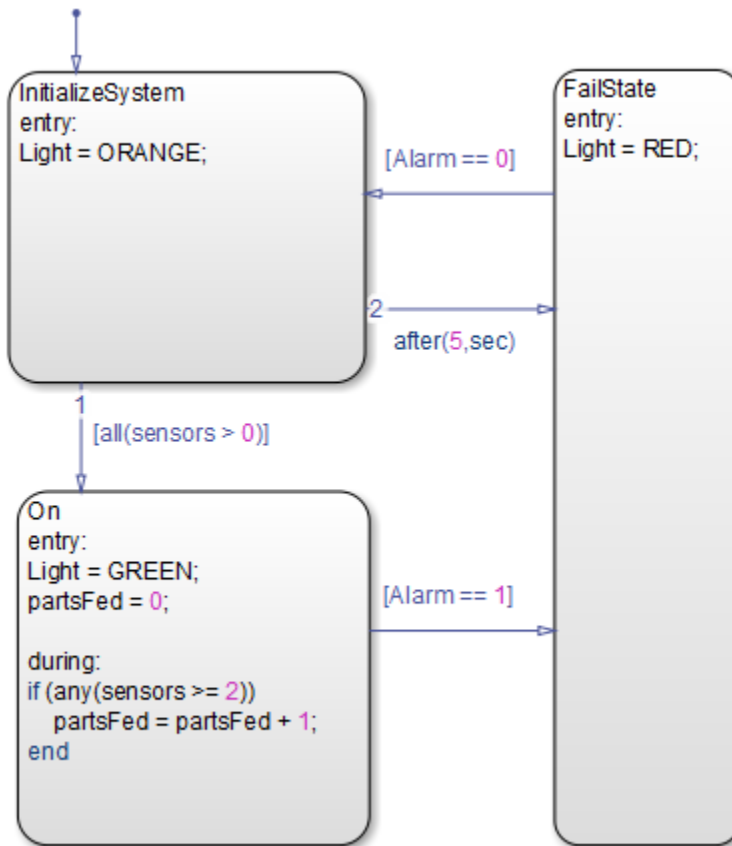 InitializeSystem
entry:
Light = ORANGE;
FailState
entry:
Light = RED;
[Alarm == 0]
2
after(5,sec)
1
[all(sensors > 0)]
On
entry:
Light = GREEN;
partsFed = 0;
during:
if (any(sensors >= 2))
partsFed = partsFed + 1;
end
[Alarm == 1]